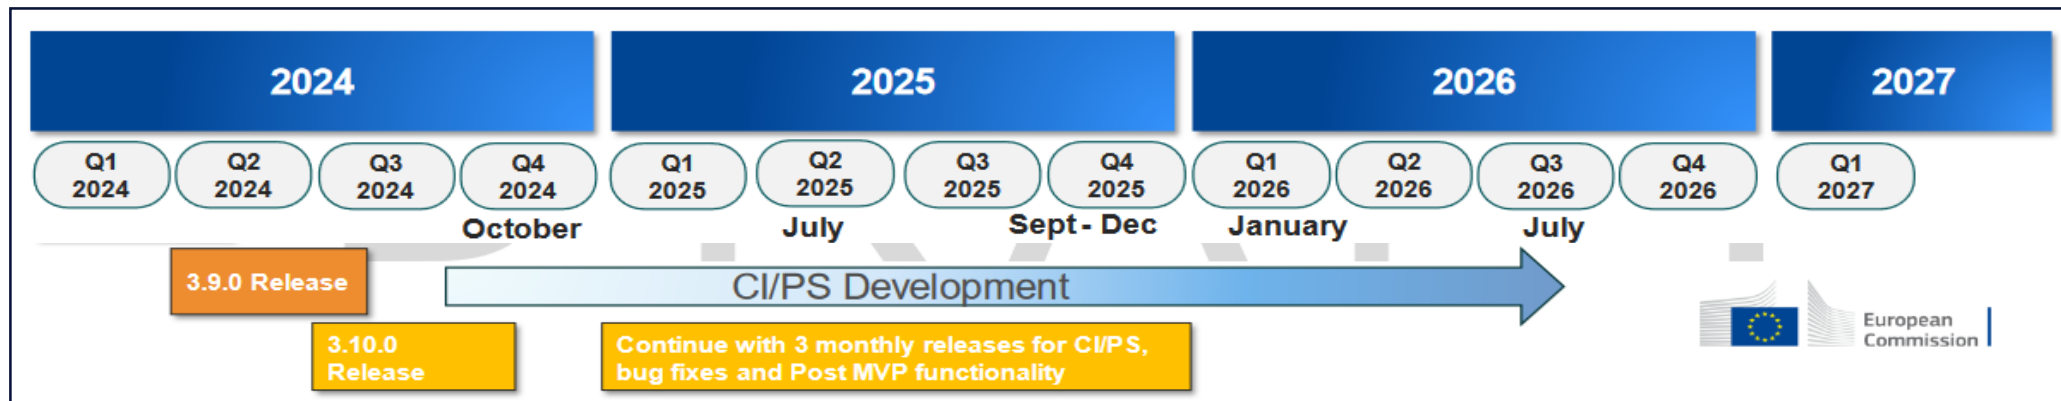 2024
2025
2026
2027
Q1
2024
Q2
2024
Q3
2024
Q4
2024
Q1
2025
Q2
2025
Q3
2025
Q4
2025
Q1
2026
Q2
2026
Q3
2026
Q4
2026
Q1
2027
October
July
Sept - Dec
January
July
3.9.0 Release
CI/PS Development
3.10.0
Release
Continue with 3 monthly releases for CI/PS,
bug fixes and Post MVP functionality
European
Commission